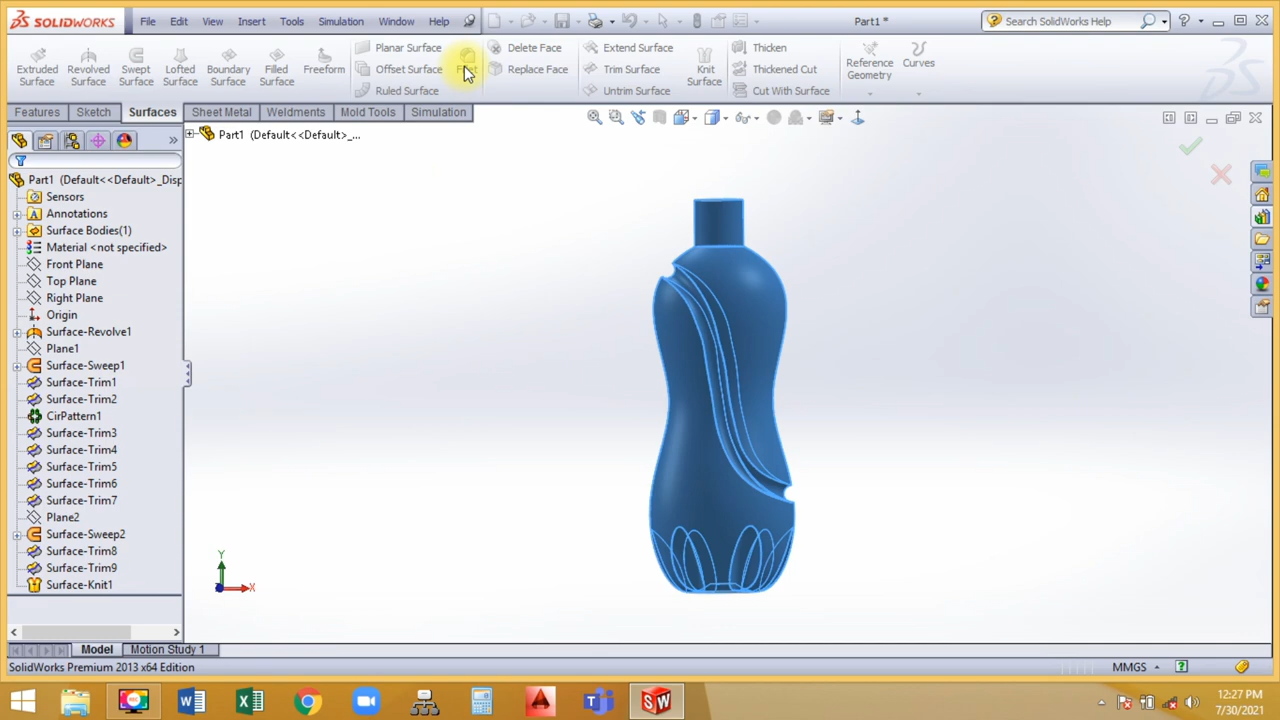 SOLIDWORKS File Edit View Insert Tools Simulation Window Help Part1 * Search SolidWorks Help
Extruded Surface
Revolved Surface
Swept Surface
Lofted Surface
Boundary Surface
Filled Surface
Freeform
Planar Surface
Offset Surface
Ruled Surface
Delete Face
Replace Face
Extend Surface
Trim Surface
Untrim Surface
Knit Surface
Thicken
Thickened Cut
Cut With Surface
Reference Geometry
Curves
Features Sketch Surfaces Sheet Metal Weldments Mold Tools Simulation
Part1 (Default<<Default>_...
Part1 (Default<<Default>_Disp
Sensors
Annotations
Surface Bodies(1)
Material <not specified>
Front Plane
Top Plane
Right Plane
Origin
Surface-Revolve1
Plane1
Surface-Sweep1
Surface-Trim1
Surface-Trim2
CirPattern1
Surface-Trim3
Surface-Trim4
Surface-Trim5
Surface-Trim6
Surface-Trim7
Plane2
Surface-Sweep2
Surface-Trim8
Surface-Trim9
Surface-Knit1
Y
X
Model Motion Study 1
SolidWorks Premium 2013 x64 Edition MMGS
12:27 PM
7/30/2021